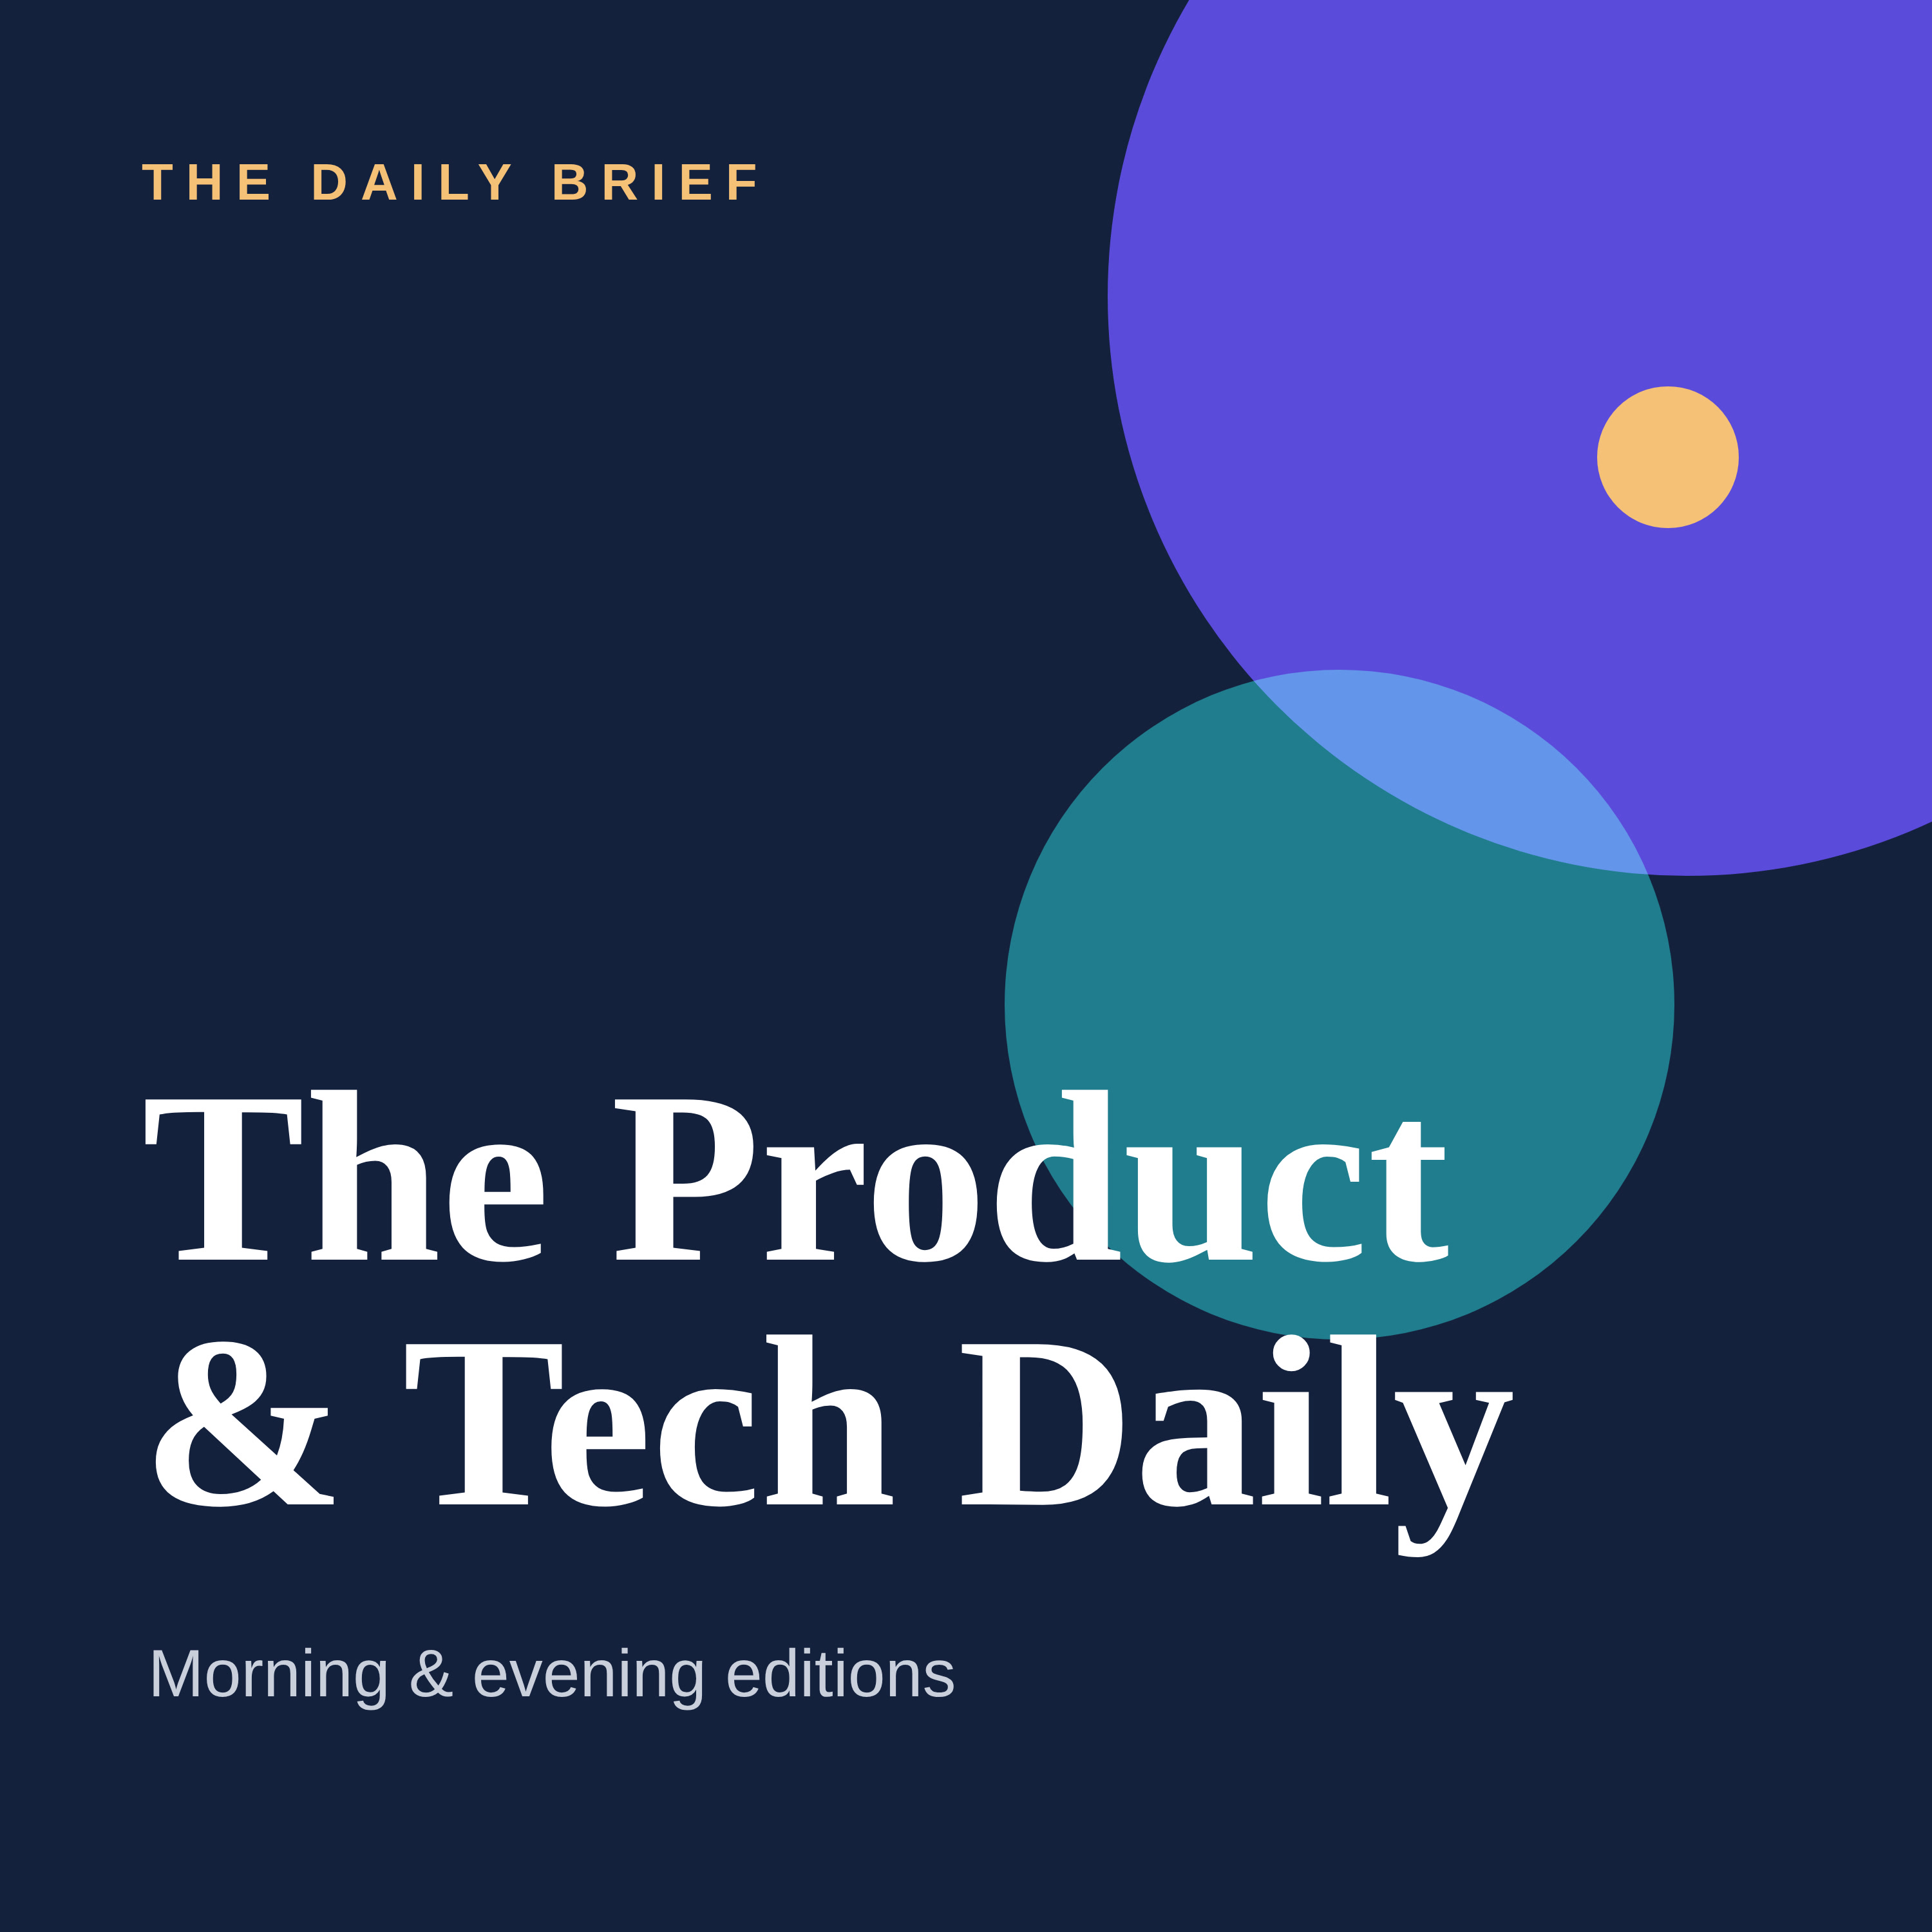 THE DAILY BRIEF
The Product
& Tech Daily
Morning & evening editions